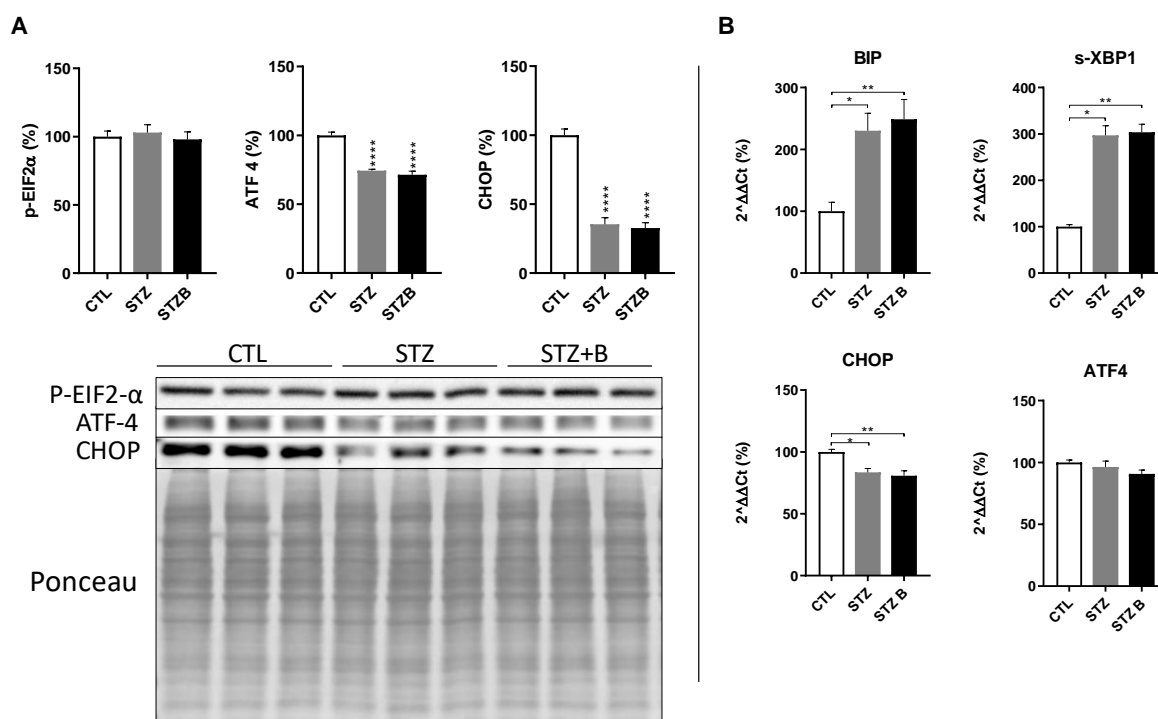 A
p-EIF2α (%)
150
100
50
0
CTL
STZ
STZB
ATF 4 (%)
150
100
50
0
****
****
CTL
STZ
STZB
CHOP (%)
150
100
50
0
****
****
CTL
STZ
STZB
CTL STZ STZ+B
P-EIF2-α
ATF-4
CHOP
Ponceau
B
BIP
2^ΔΔCt (%)
300
200
100
0
**
*
CTL
STZ
STZ B
s-XBP1
2^ΔΔCt (%)
400
300
200
100
0
**
*
CTL
STZ
STZ B
CHOP
2^ΔΔCt (%)
150
100
50
0
**
*
CTL
STZ
STZ B
ATF4
2^ΔΔCt (%)
150
100
50
0
CTL
STZ
STZ B